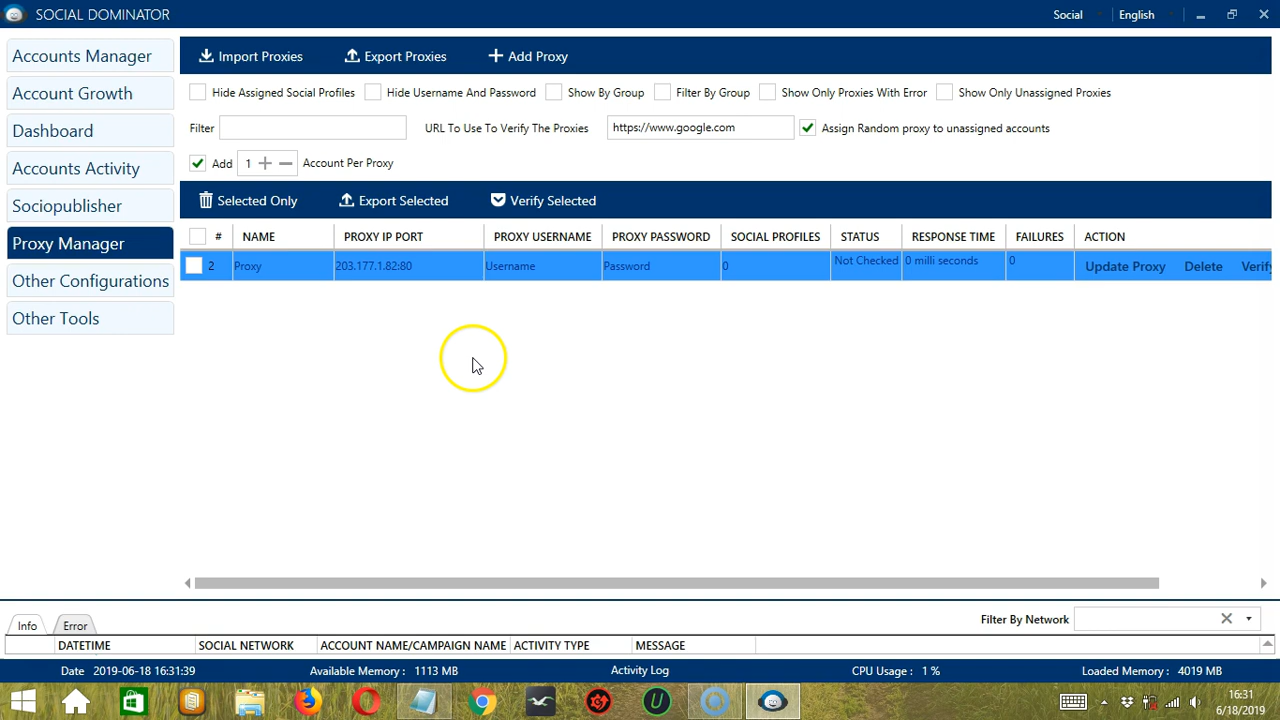 SOCIAL DOMINATOR
Social
English
Accounts Manager
Account Growth
Dashboard
Accounts Activity
Sociopublisher
Proxy Manager
Other Configurations
Other Tools
Import Proxies
Export Proxies
Add Proxy
Hide Assigned Social Profiles
Hide Username And Password
Show By Group
Filter By Group
Show Only Proxies With Error
Show Only Unassigned Proxies
Filter
URL To Use To Verify The Proxies
https://www.google.com
Assign Random proxy to unassigned accounts
Add
1
Account Per Proxy
Selected Only
Export Selected
Verify Selected
# NAME PROXY IP PORT PROXY USERNAME PROXY PASSWORD SOCIAL PROFILES STATUS RESPONSE TIME FAILURES ACTION
2 Proxy 203.177.1.82:80 Username Password 0 Not Checked 0 milli seconds 0 Update Proxy Delete Verify
Info
Error
Filter By Network
DATETIME SOCIAL NETWORK ACCOUNT NAME/CAMPAIGN NAME ACTIVITY TYPE MESSAGE
Date 2019-06-18 16:31:39
Available Memory : 1113 MB
Activity Log
CPU Usage : 1 %
Loaded Memory : 4019 MB
16:31
6/18/2019